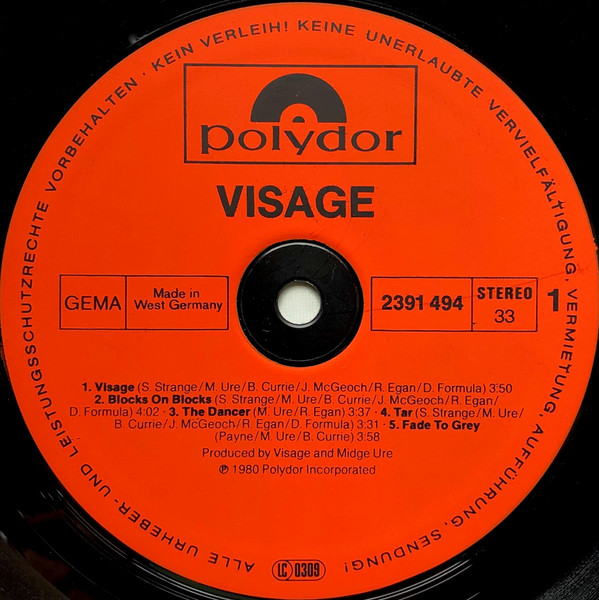 ALLE URHEBER- UND LEISTUNGSSCHUTZRECHTE VORBEHALTEN · KEIN VERLEIH! KEINE UNERLAUBTE VERVIELFÄLTIGUNG, VERMIETUNG, AUFFÜHRUNG, SENDUNG!
polydor
VISAGE
GEMA
Made in
West Germany
2391 494
STEREO
33
1
1. Visage (S. Strange/M. Ure/B. Currie/J. McGeoch/R. Egan/D. Formula) 3:50
2. Blocks On Blocks (S. Strange/M. Ure/B. Currie/J. McGeoch/R. Egan/
D. Formula) 4:02 · 3. The Dancer (M. Ure/R. Egan) 3:37 · 4. Tar (S. Strange/M. Ure/
B. Currie/J. McGeoch/R. Egan/D. Formula) 3:31 · 5. Fade To Grey
(Payne/M. Ure/B. Currie) 3:58
Produced by Visage and Midge Ure
℗ 1980 Polydor Incorporated
LC 0309